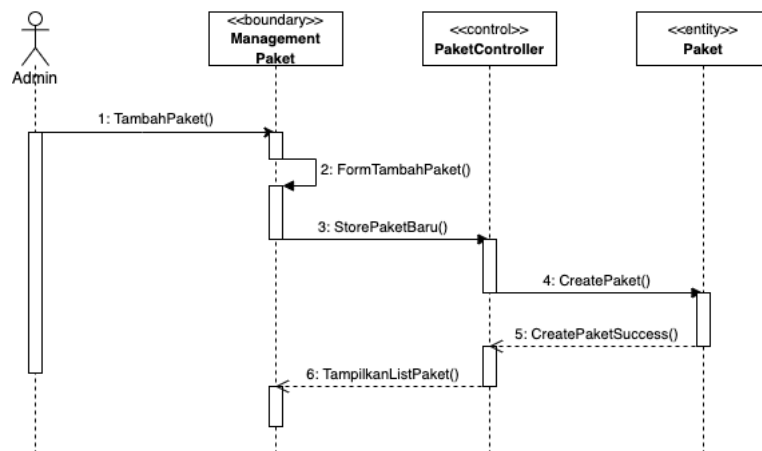 <<boundary>>
Management
Paket
<<control>>
PaketController
<<entity>>
Paket
Admin
1: TambahPaket()
2: FormTambahPaket()
3: StorePaketBaru()
4: CreatePaket()
5: CreatePaketSuccess()
6: TampilkanListPaket()